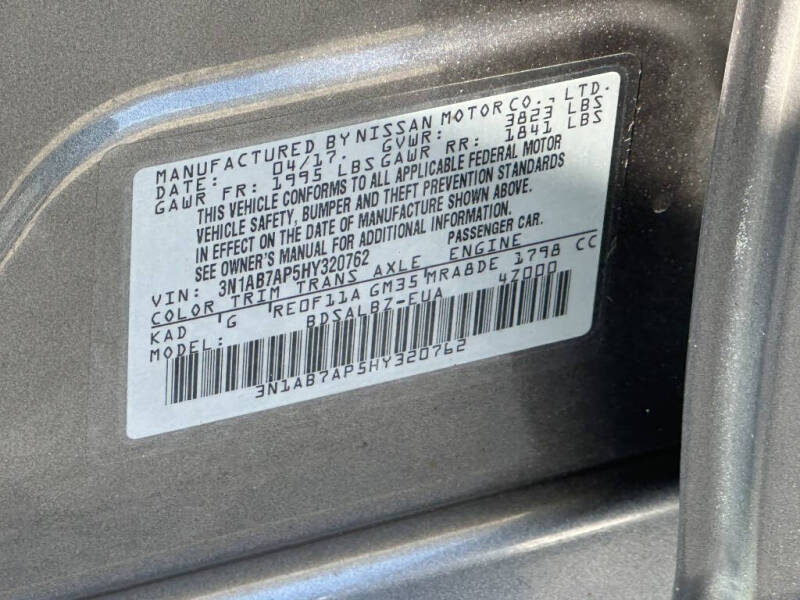 MANUFACTURED BY NISSAN MOTOR CO., LTD.
DATE: 04/17. GVWR: 3823 LBS
GAWR FR: 1995 LBS GAWR RR: 1841 LBS
THIS VEHICLE CONFORMS TO ALL APPLICABLE FEDERAL MOTOR
VEHICLE SAFETY, BUMPER AND THEFT PREVENTION STANDARDS
IN EFFECT ON THE DATE OF MANUFACTURE SHOWN ABOVE.
SEE OWNER'S MANUAL FOR ADDITIONAL INFORMATION.
VIN: 3N1AB7AP5HY320762 PASSENGER CAR.
COLOR TRIM TRANS AXLE ENGINE
KAD G RE0F11A GM35 MRA8DE 1798 CC
MODEL: BDSALB7-EUA 4Z000
3N1AB7AP5HY320762